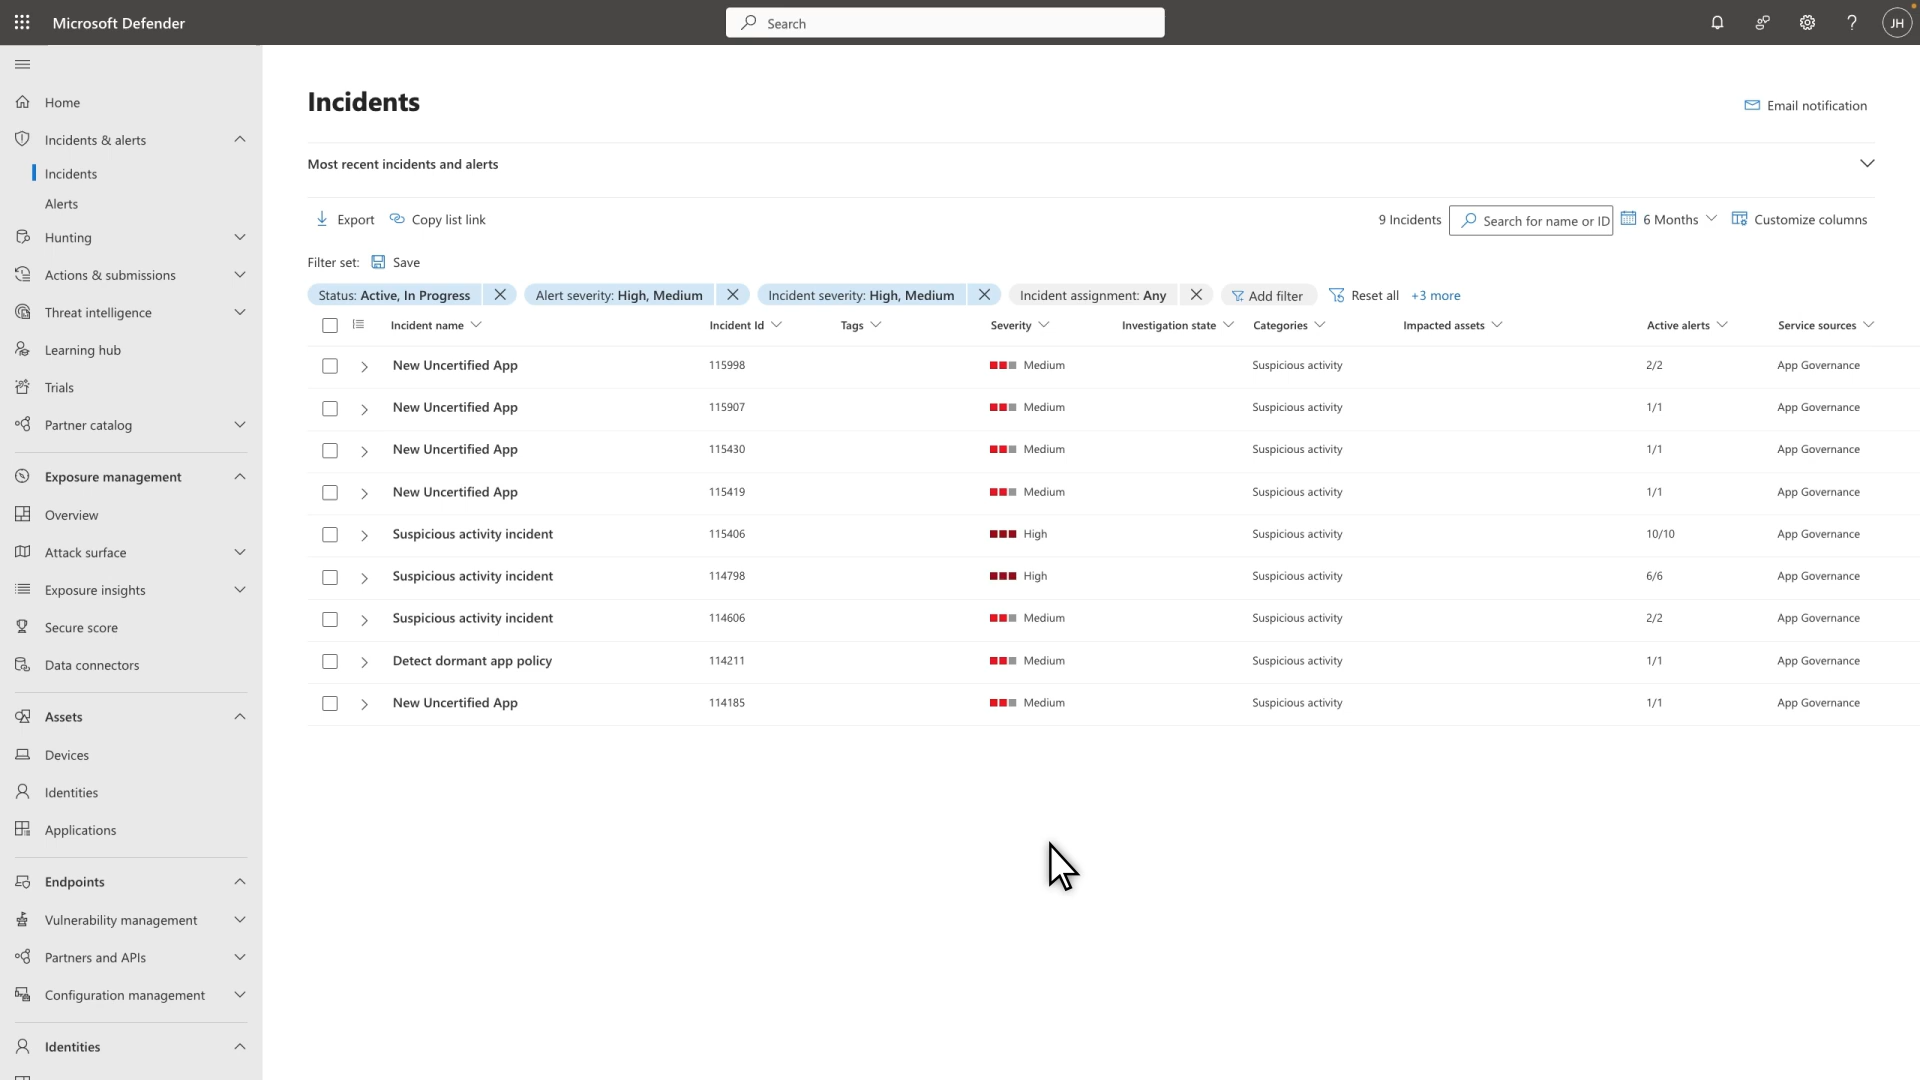 Microsoft Defender
Search
JH
Home
Incidents & alerts
Incidents
Alerts
Hunting
Actions & submissions
Threat intelligence
Learning hub
Trials
Partner catalog
Exposure management
Overview
Attack surface
Exposure insights
Secure score
Data connectors
Assets
Devices
Identities
Applications
Endpoints
Vulnerability management
Partners and APIs
Configuration management
Identities
Incidents
Email notification
Most recent incidents and alerts
Export Copy list link 9 Incidents Search for name or ID 6 Months Customize columns
Filter set: Save
Status: Active, In Progress Alert severity: High, Medium Incident severity: High, Medium Incident assignment: Any Add filter Reset all +3 more
Incident name Incident Id Tags Severity Investigation state Categories Impacted assets Active alerts Service sources
New Uncertified App 115998 Medium Suspicious activity 2/2 App Governance
New Uncertified App 115907 Medium Suspicious activity 1/1 App Governance
New Uncertified App 115430 Medium Suspicious activity 1/1 App Governance
New Uncertified App 115419 Medium Suspicious activity 1/1 App Governance
Suspicious activity incident 115406 High Suspicious activity 10/10 App Governance
Suspicious activity incident 114798 High Suspicious activity 6/6 App Governance
Suspicious activity incident 114606 Medium Suspicious activity 2/2 App Governance
Detect dormant app policy 114211 Medium Suspicious activity 1/1 App Governance
New Uncertified App 114185 Medium Suspicious activity 1/1 App Governance